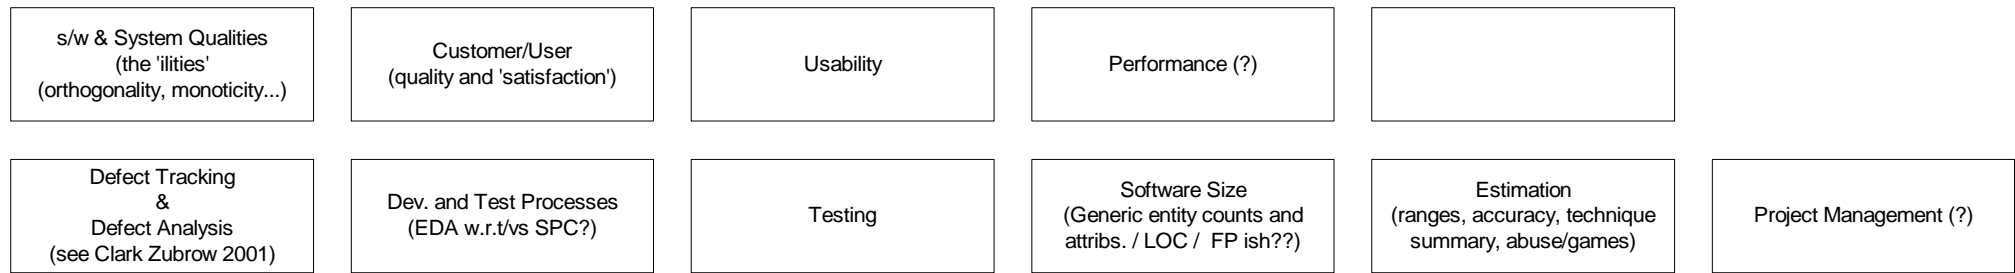 s/w & System Qualities
(the 'ilities'
(orthogonality, monoticity...)
Customer/User
(quality and 'satisfaction')
Usability
Performance (?)
Defect Tracking
&
Defect Analysis
(see Clark Zubrow 2001)
Dev. and Test Processes
(EDA w.r.t/vs SPC?)
Testing
Software Size
(Generic entity counts and
attribs. / LOC /  FP ish??)
Estimation
(ranges, accuracy, technique
summary, abuse/games)
Project Management (?)